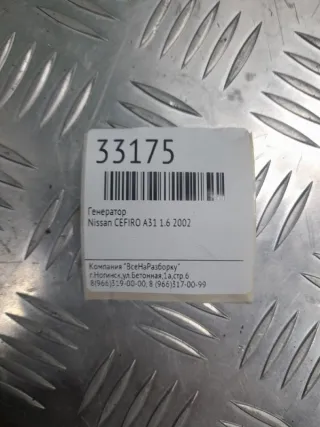 33175
Генератор
Nissan CEFIRO A31 1.6 2002
Компания "ВсеНаРазборку"
г.Ногинск,ул.Бетонная,1а,стр.6
8(966)319-00-00; 8 (966)317-00-99